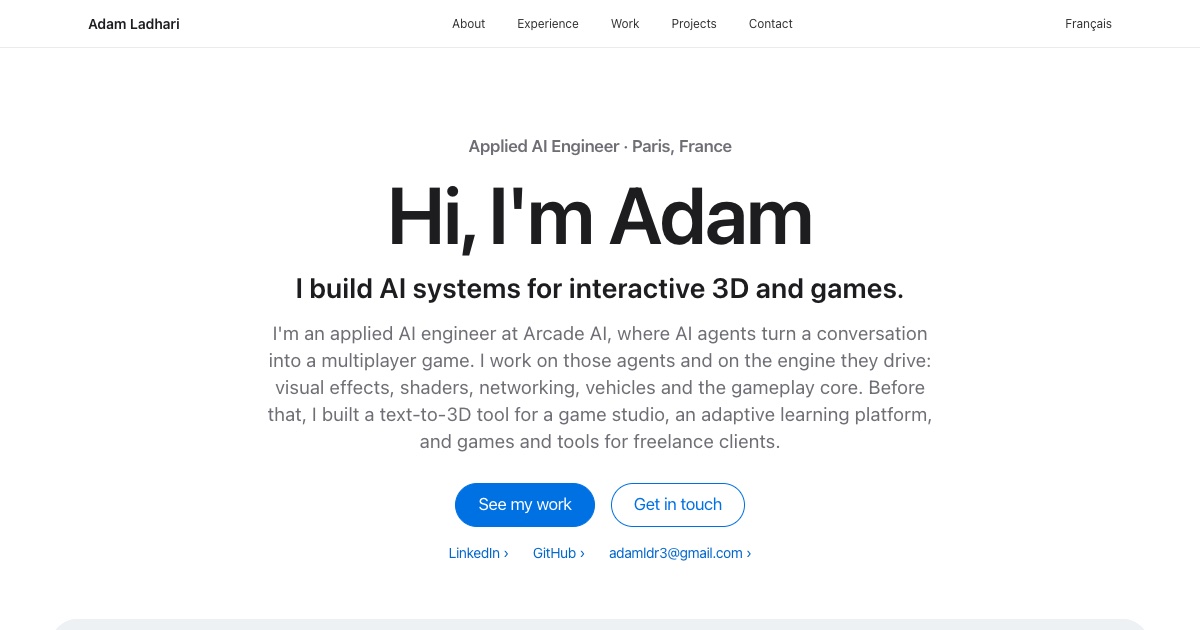 Adam Ladhari
About
Experience
Work
Projects
Contact
Français
Applied AI Engineer · Paris, France
Hi, I'm Adam
I build AI systems for interactive 3D and games.
I'm an applied AI engineer at Arcade AI, where AI agents turn a conversation
into a multiplayer game. I work on those agents and on the engine they drive:
visual effects, shaders, networking, vehicles and the gameplay core. Before
that, I built a text-to-3D tool for a game studio, an adaptive learning platform,
and games and tools for freelance clients.
See my work
Get in touch
LinkedIn ›
GitHub ›
adamldr3@gmail.com ›